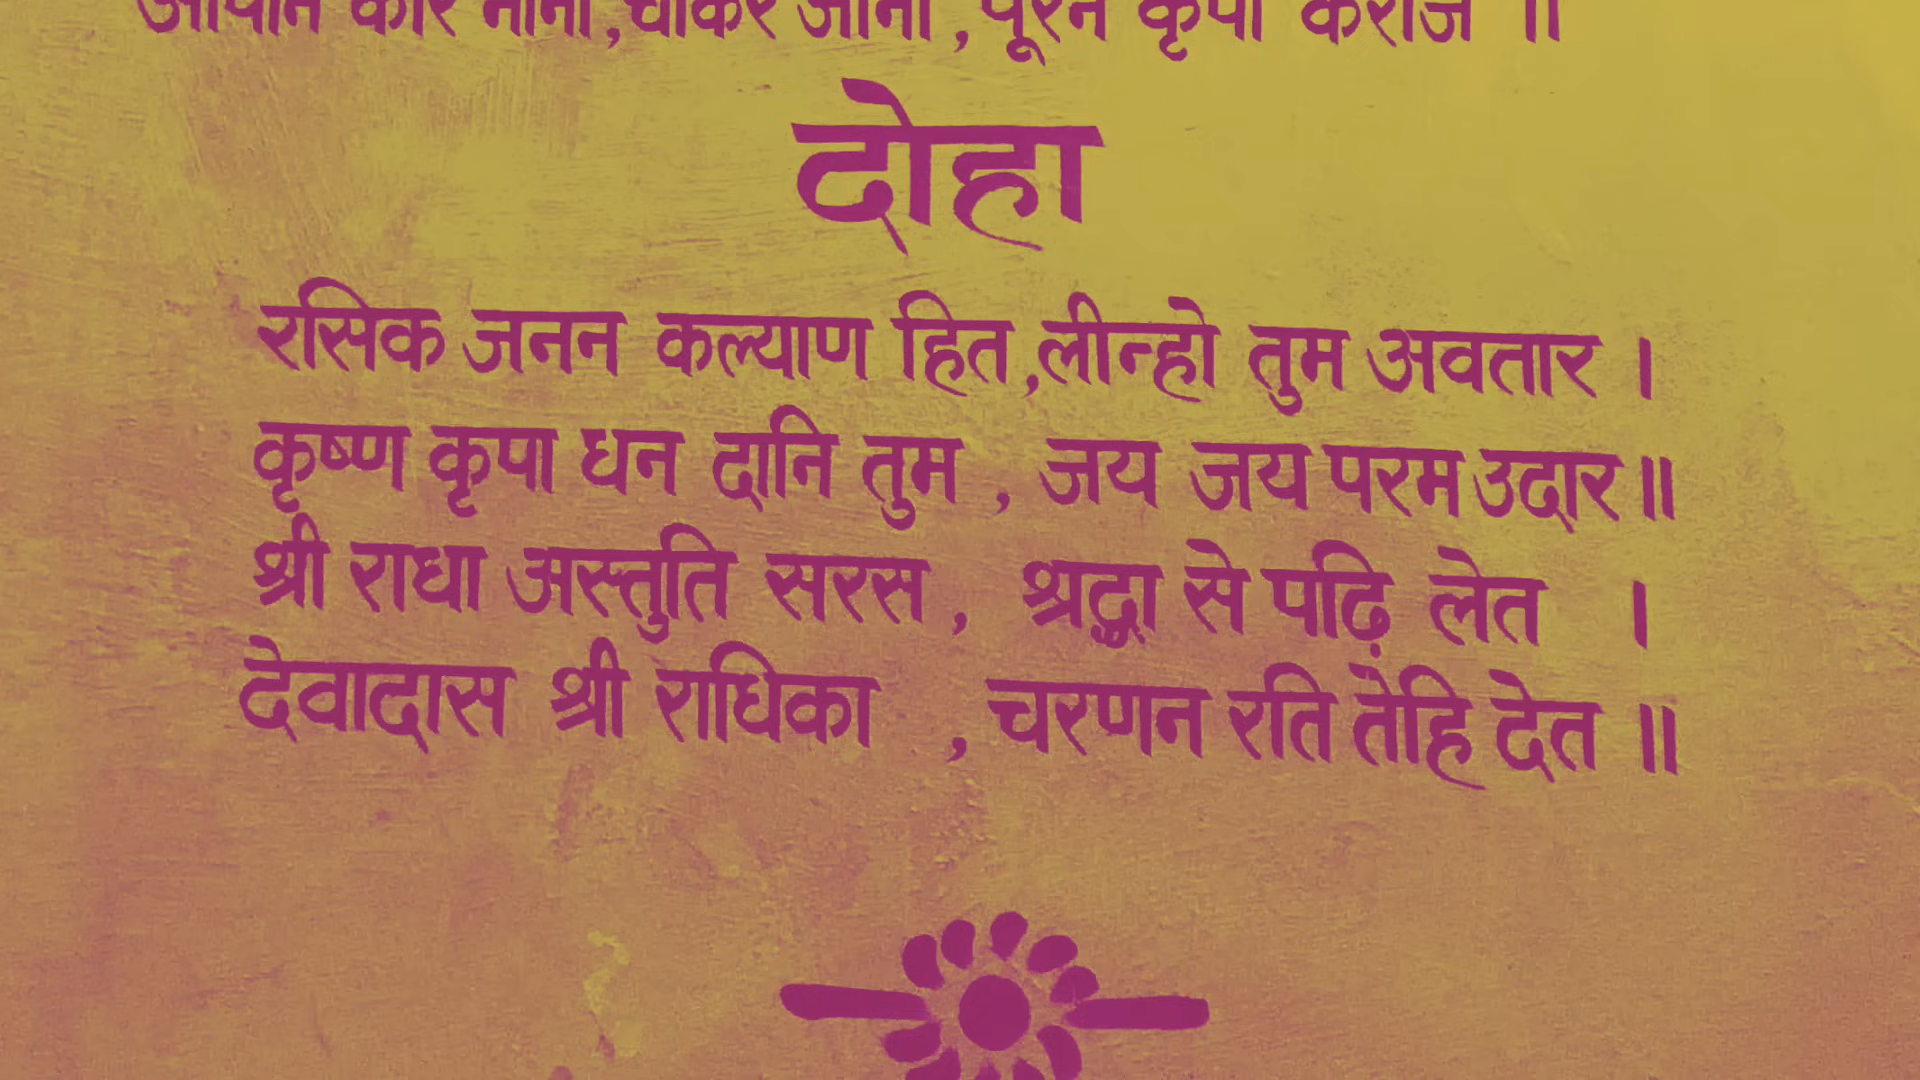 कृपा
दोहा
रसिक जनन कल्याण हित,लीन्हो तुम अवतार ।
कृष्ण कृपा धन दानि तुम , जय जय परम उदार ॥
श्री राधा अस्तुति सरस , श्रद्धा से पढ़ि लेत ।
देवादास श्री राधिका , चरणन रति तेहि देत ॥